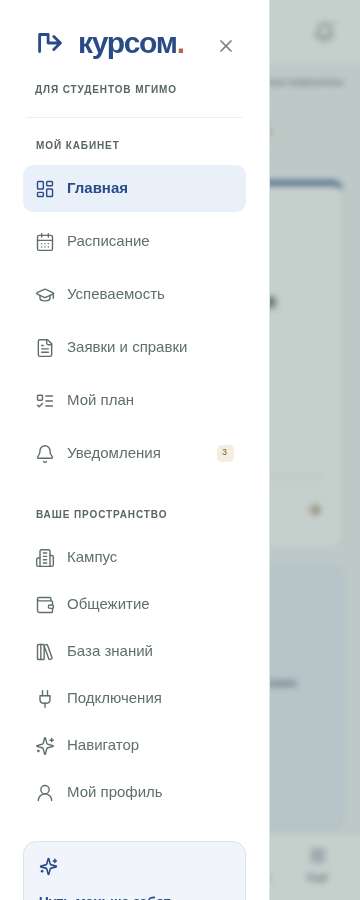 курсом.
ДЛЯ СТУДЕНТОВ МГИМО
МОЙ КАБИНЕТ
Главная
Расписание
Успеваемость
Заявки и справки
Мой план
Уведомления 3
ВАШЕ ПРОСТРАНСТВО
Кампус
Общежитие
База знаний
Подключения
Навигатор
Мой профиль